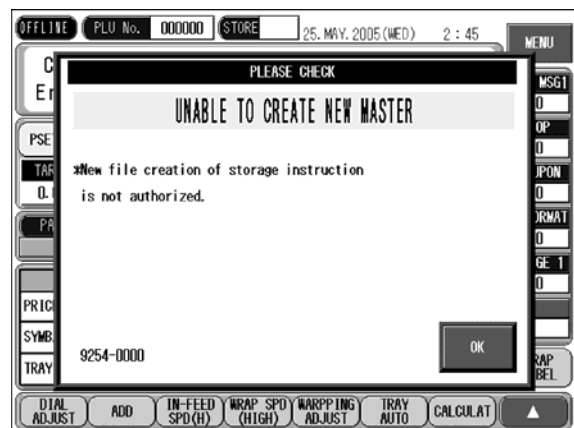 OFFLINE PLU No. 000000 STORE 25. MAY. 2005(WED) 2 : 45 MENU
PLEASE CHECK
UNABLE TO CREATE NEW MASTER
*New file creation of storage instruction
is not authorized.
9254-0000
OK
MSG1
0
OP
0
UPON
0
ORMAT
0
GE 1
0
C
Er
PSE
TAR
0.
PA
PRIC
SYMB
TRAY
RAP
BEL
DIAL ADJUST ADD IN-FEED SPD(H) WRAP SPD (HIGH) WARPPING ADJUST TRAY AUTO CALCULAT